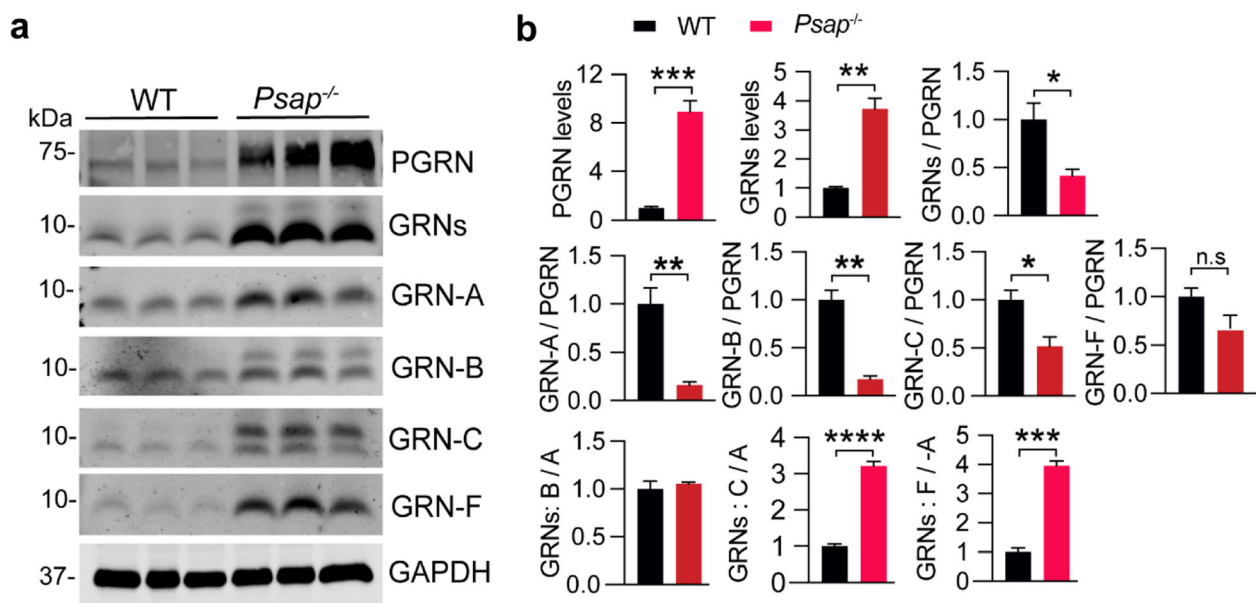 a
WT Psap-/-
kDa
75- PGRN
10- GRNs
10- GRN-A
10- GRN-B
10- GRN-C
10- GRN-F
37- GAPDH
b
WT Psap-/-
PGRN levels
12
8
4
0
***
GRNs levels
5
4
3
2
1
0
**
GRNs / PGRN
1.5
1.0
0.5
0.0
*
GRN-A / PGRN
1.5
1.0
0.5
0.0
**
GRN-B / PGRN
1.5
1.0
0.5
0.0
**
GRN-C / PGRN
1.5
1.0
0.5
0.0
*
GRN-F / PGRN
1.5
1.0
0.5
0.0
n.s
GRNs: B / A
1.5
1.0
0.5
0.0
GRNs : C / A
4
3
2
1
0
****
GRNs : F / -A
5
4
3
2
1
0
***